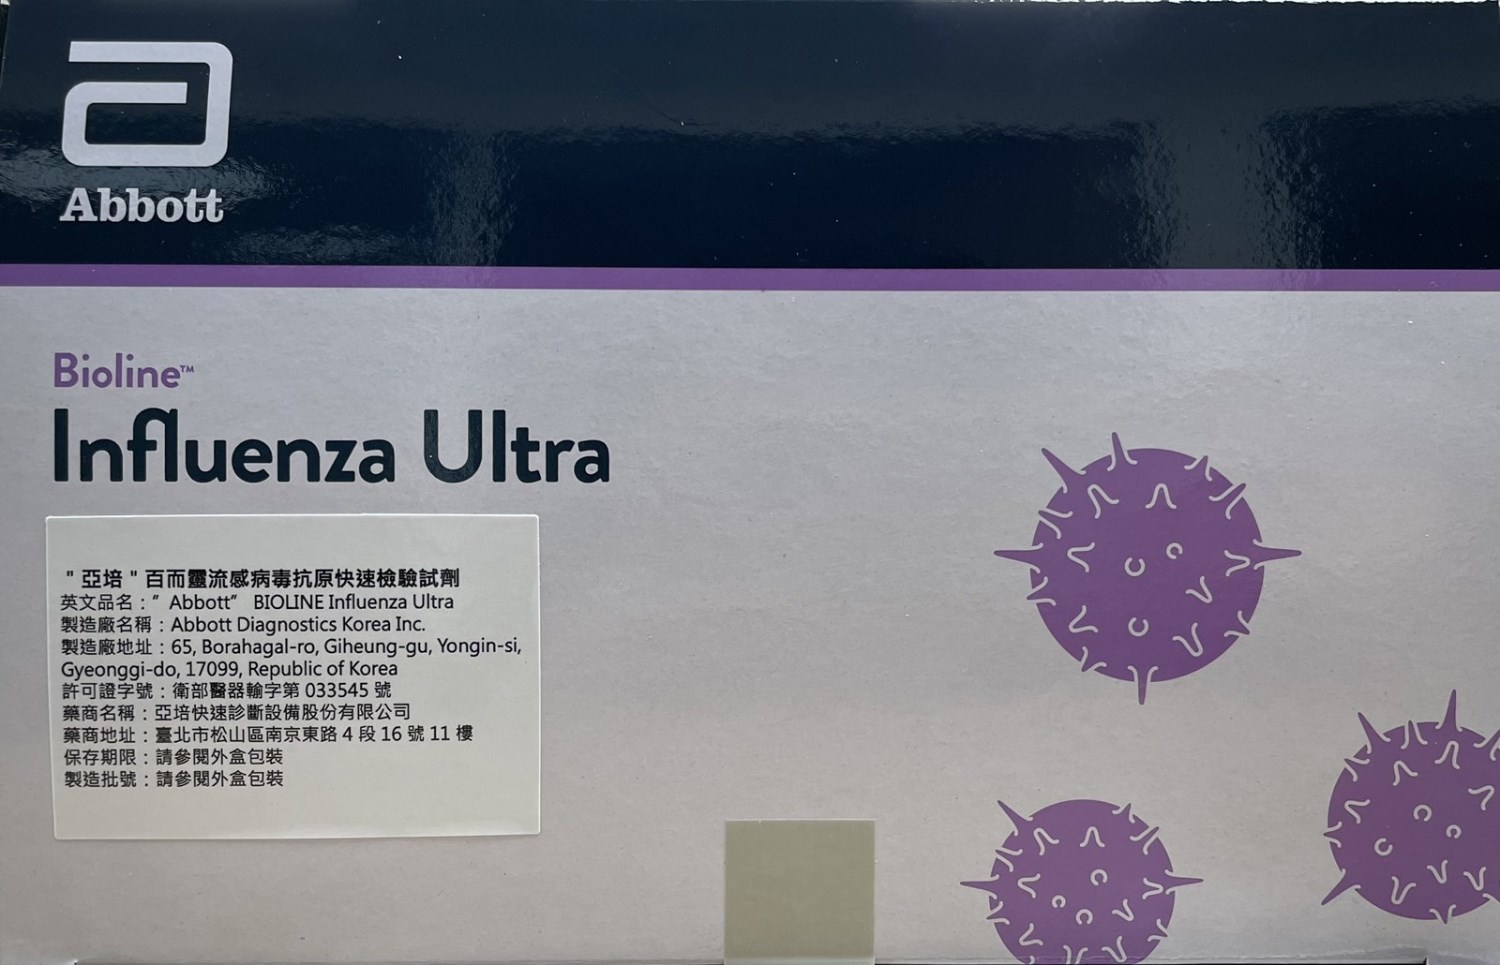 Abbott
Bioline™
Influenza Ultra
"亞培"百而靈流感病毒抗原快速檢驗試劑
英文品名：" Abbott" BIOLINE Influenza Ultra
製造廠名稱：Abbott Diagnostics Korea Inc.
製造廠地址：65, Borahagal-ro, Giheung-gu, Yongin-si,
Gyeonggi-do, 17099, Republic of Korea
許可證字號：衛部醫器輸字第 033545 號
藥商名稱：亞培快速診斷設備股份有限公司
藥商地址：臺北市松山區南京東路 4 段 16 號 11 樓
保存期限：請參閱外盒包裝
製造批號：請參閱外盒包裝